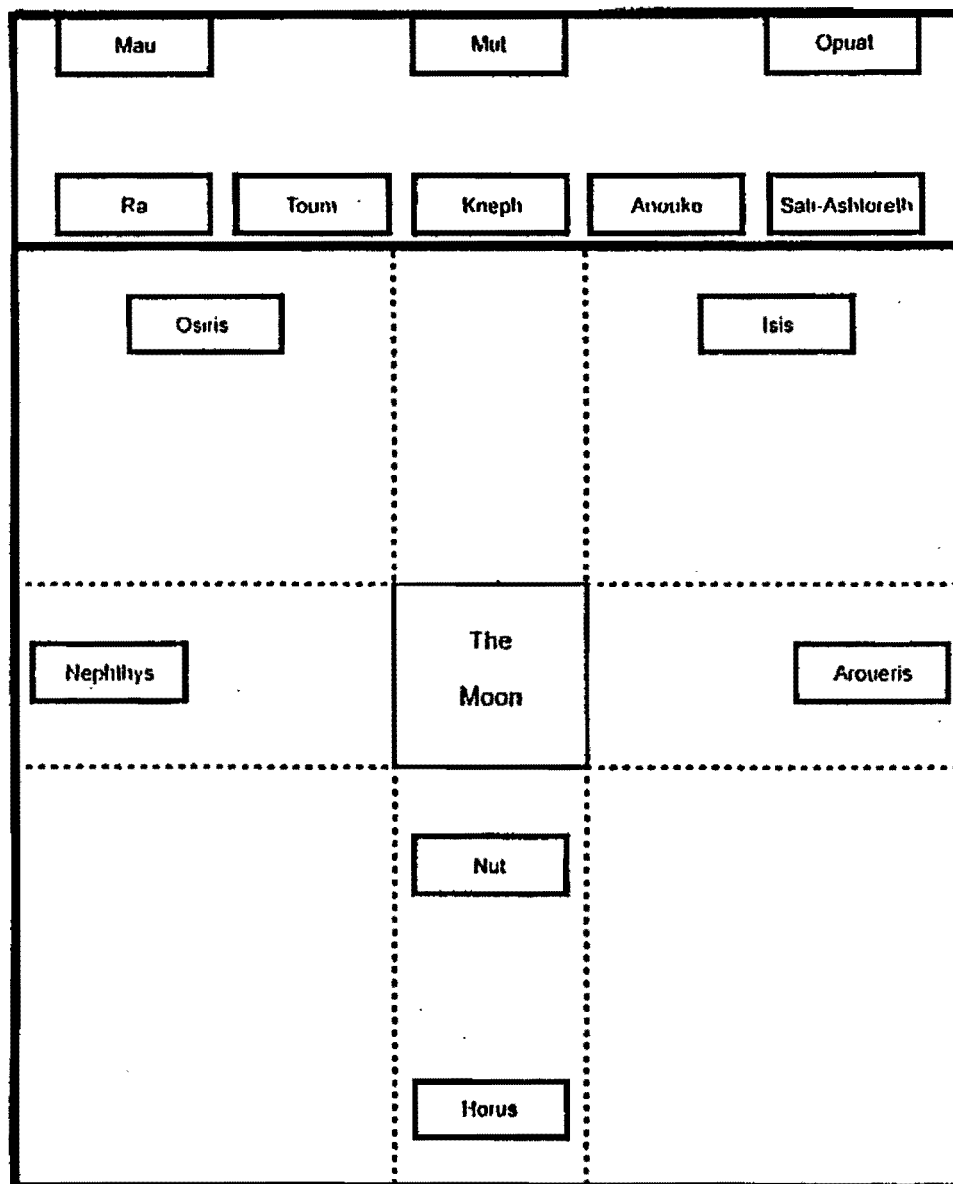 Mau
Mut
Opuat
Ra
Toum
Kneph
Anouke
Sati-Ashtoreth
Osiris
Isis
Nephthys
The
Moon
Aroueris
Nut
Horus